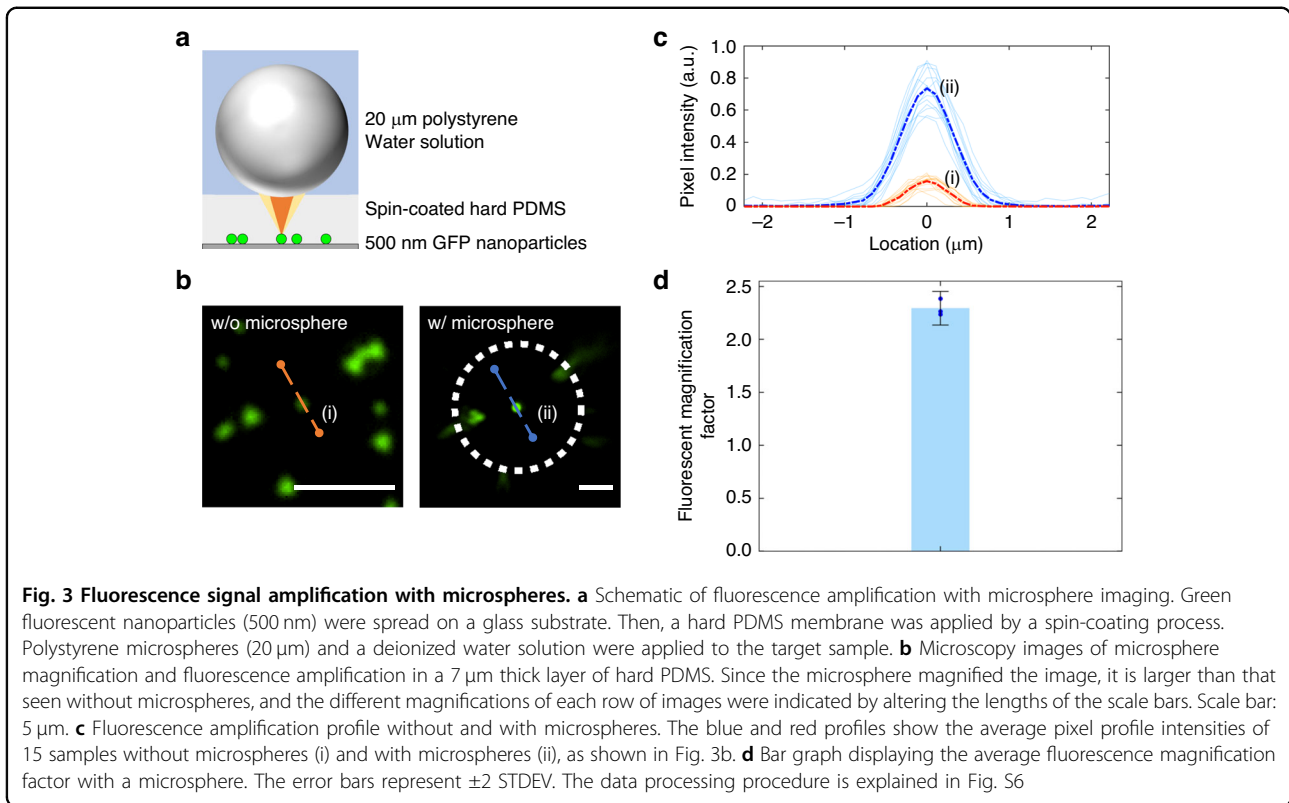 a
20 μm polystyrene
Water solution
Spin-coated hard PDMS
500 nm GFP nanoparticles
b
w/o microsphere
(i)
w/ microsphere
(ii)
c
Pixel intensity (a.u.)
1.0
0.8
0.6
0.4
0.2
0
(ii)
(i)
–2
–1
0
1
2
Location (μm)
d
Fluorescent magnification
factor
2.5
2.0
1.5
1.0
0.5
0.0
Fig. 3 Fluorescence signal amplification with microspheres. a Schematic of fluorescence amplification with microsphere imaging. Green
fluorescent nanoparticles (500 nm) were spread on a glass substrate. Then, a hard PDMS membrane was applied by a spin-coating process.
Polystyrene microspheres (20 μm) and a deionized water solution were applied to the target sample. b Microscopy images of microsphere
magnification and fluorescence amplification in a 7 μm thick layer of hard PDMS. Since the microsphere magnified the image, it is larger than that
seen without microspheres, and the different magnifications of each row of images were indicated by altering the lengths of the scale bars. Scale bar:
5 μm. c Fluorescence amplification profile without and with microspheres. The blue and red profiles show the average pixel profile intensities of
15 samples without microspheres (i) and with microspheres (ii), as shown in Fig. 3b. d Bar graph displaying the average fluorescence magnification
factor with a microsphere. The error bars represent ±2 STDEV. The data processing procedure is explained in Fig. S6